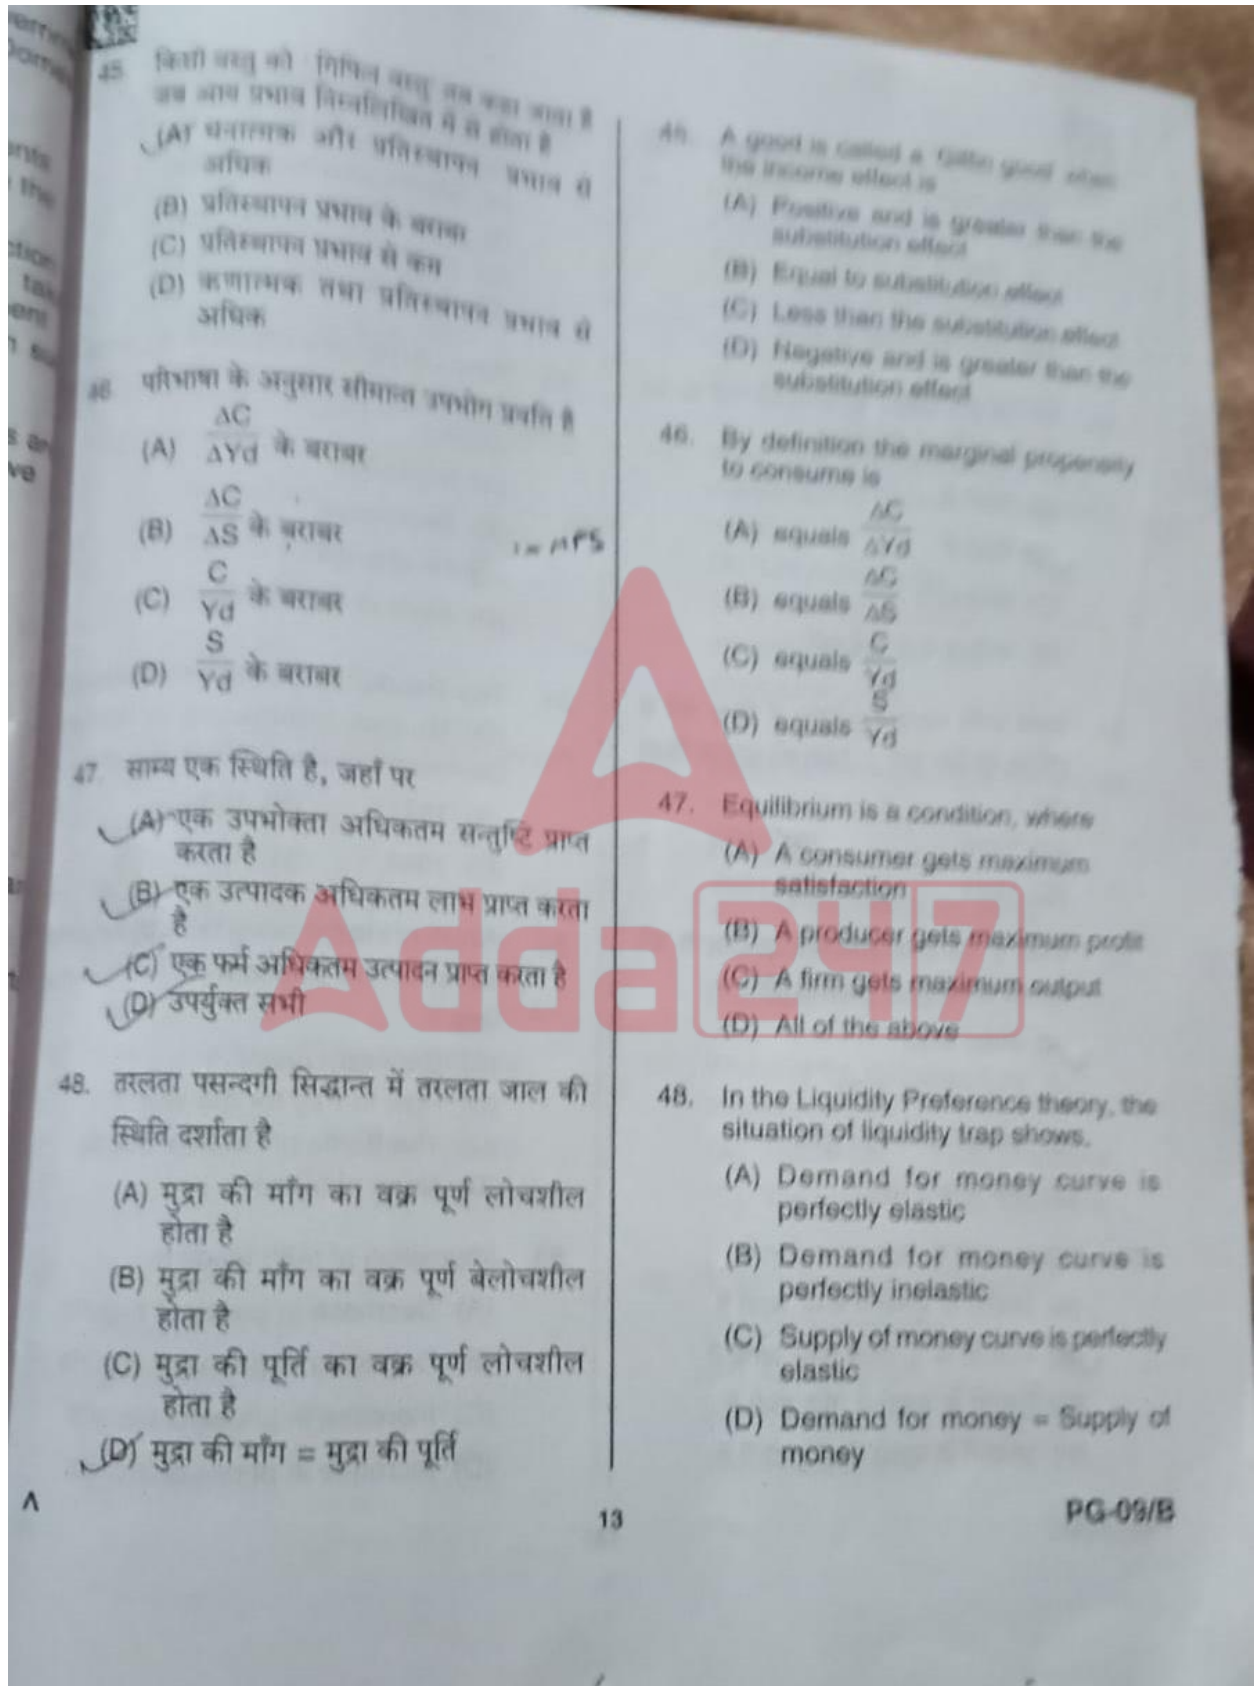 45. किसी वस्तु को गिफिन वस्तु तब कहा जाता है
जब आय प्रभाव निम्नलिखित में से होता है
(A) धनात्मक और प्रतिस्थापन प्रभाव से
अधिक
(B) प्रतिस्थापन प्रभाव के बराबर
(C) प्रतिस्थापन प्रभाव से कम
(D) ऋणात्मक तथा प्रतिस्थापन प्रभाव से
अधिक
46. परिभाषा के अनुसार सीमान्त उपभोग प्रवृत्ति है
(A) ΔC/ΔYd के बराबर
(B) ΔC/ΔS के बराबर
(C) C/Yd के बराबर
(D) S/Yd के बराबर
47. साम्य एक स्थिति है, जहाँ पर
(A) एक उपभोक्ता अधिकतम सन्तुष्टि प्राप्त
करता है
(B) एक उत्पादक अधिकतम लाभ प्राप्त करता
है
(C) एक फर्म अधिकतम उत्पादन प्राप्त करता है
(D) उपर्युक्त सभी
48. तरलता पसन्दगी सिद्धान्त में तरलता जाल की
स्थिति दर्शाता है
(A) मुद्रा की माँग का वक्र पूर्ण लोचशील
होता है
(B) मुद्रा की माँग का वक्र पूर्ण बेलोचशील
होता है
(C) मुद्रा की पूर्ति का वक्र पूर्ण लोचशील
होता है
(D) मुद्रा की माँग = मुद्रा की पूर्ति
45. A good is called a 'Giffin good' when
the income effect is
(A) Positive and is greater than the
substitution effect
(B) Equal to substitution effect
(C) Less than the substitution effect
(D) Negative and is greater than the
substitution effect
46. By definition the marginal propensity
to consume is
(A) equals ΔC/ΔYd
(B) equals ΔC/ΔS
(C) equals C/Yd
(D) equals S/Yd
47. Equilibrium is a condition, where
(A) A consumer gets maximum
satisfaction
(B) A producer gets maximum profit
(C) A firm gets maximum output
(D) All of the above
48. In the Liquidity Preference theory, the
situation of liquidity trap shows.
(A) Demand for money curve is
perfectly elastic
(B) Demand for money curve is
perfectly inelastic
(C) Supply of money curve is perfectly
elastic
(D) Demand for money = Supply of
money
Adda247
13
PG-09/B